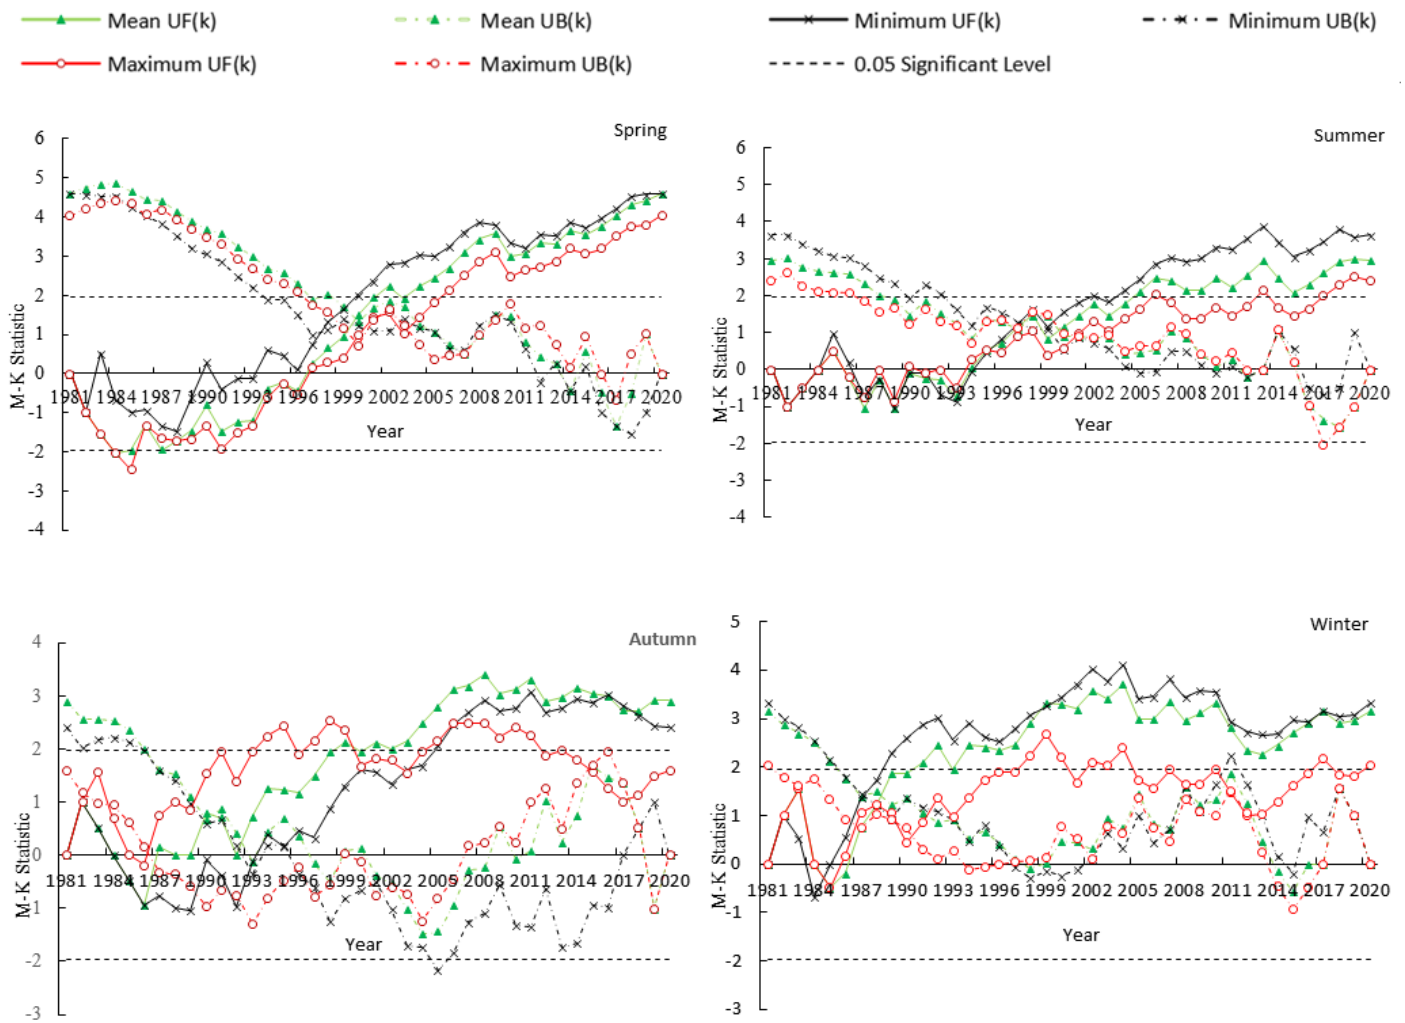 Mean UF(k) Mean UB(k) Minimum UF(k) Minimum UB(k)
Maximum UF(k) Maximum UB(k) 0.05 Significant Level
Spring
6
5
4
3
2
1
0
-1
-2
-3
-4
M-K Statistic
1981 1984 1987 1990 1993 1996 1999 2002 2005 2008 2011 2014 2017 2020
Year
Summer
6
5
4
3
2
1
0
-1
-2
-3
-4
M-K Statistic
1981 1984 1987 1990 1993 1996 1999 2002 2005 2008 2011 2014 2017 2020
Year
Autumn
4
3
2
1
0
-1
-2
-3
M-K Statistic
1981 1984 1987 1990 1993 1996 1999 2002 2005 2008 2011 2014 2017 2020
Year
Winter
5
4
3
2
1
0
-1
-2
-3
M-K Statistic
1981 1984 1987 1990 1993 1996 1999 2002 2005 2008 2011 2014 2017 2020
Year